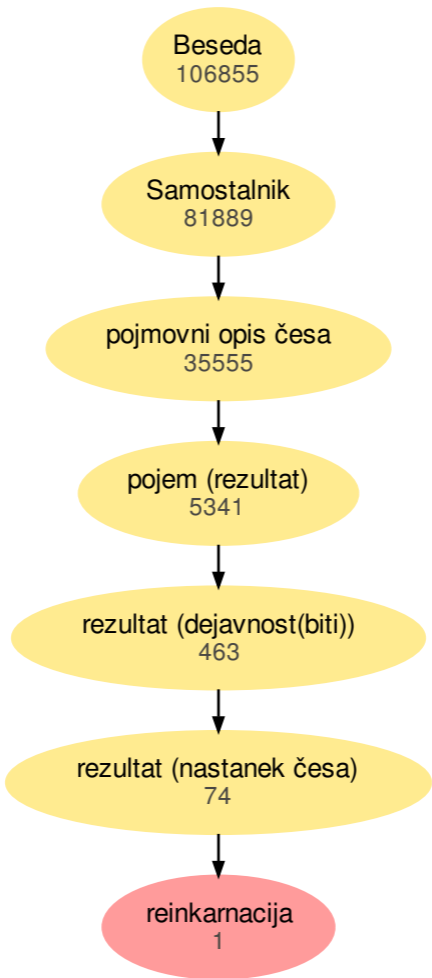 Beseda
106855
Samostalnik
81889
pojmovni opis česa
35555
pojem (rezultat)
5341
rezultat (dejavnost(biti))
463
rezultat (nastanek česa)
74
reinkarnacija
1